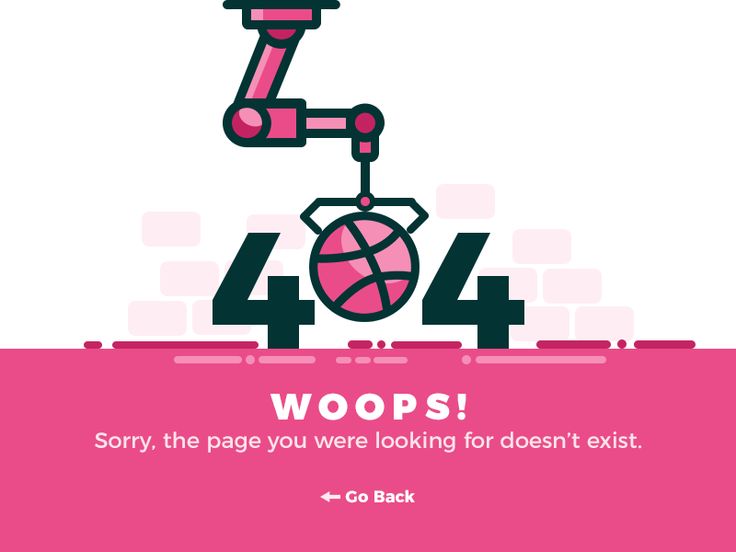 404
WOOPS!
Sorry, the page you were looking for doesn’t exist.
Go Back